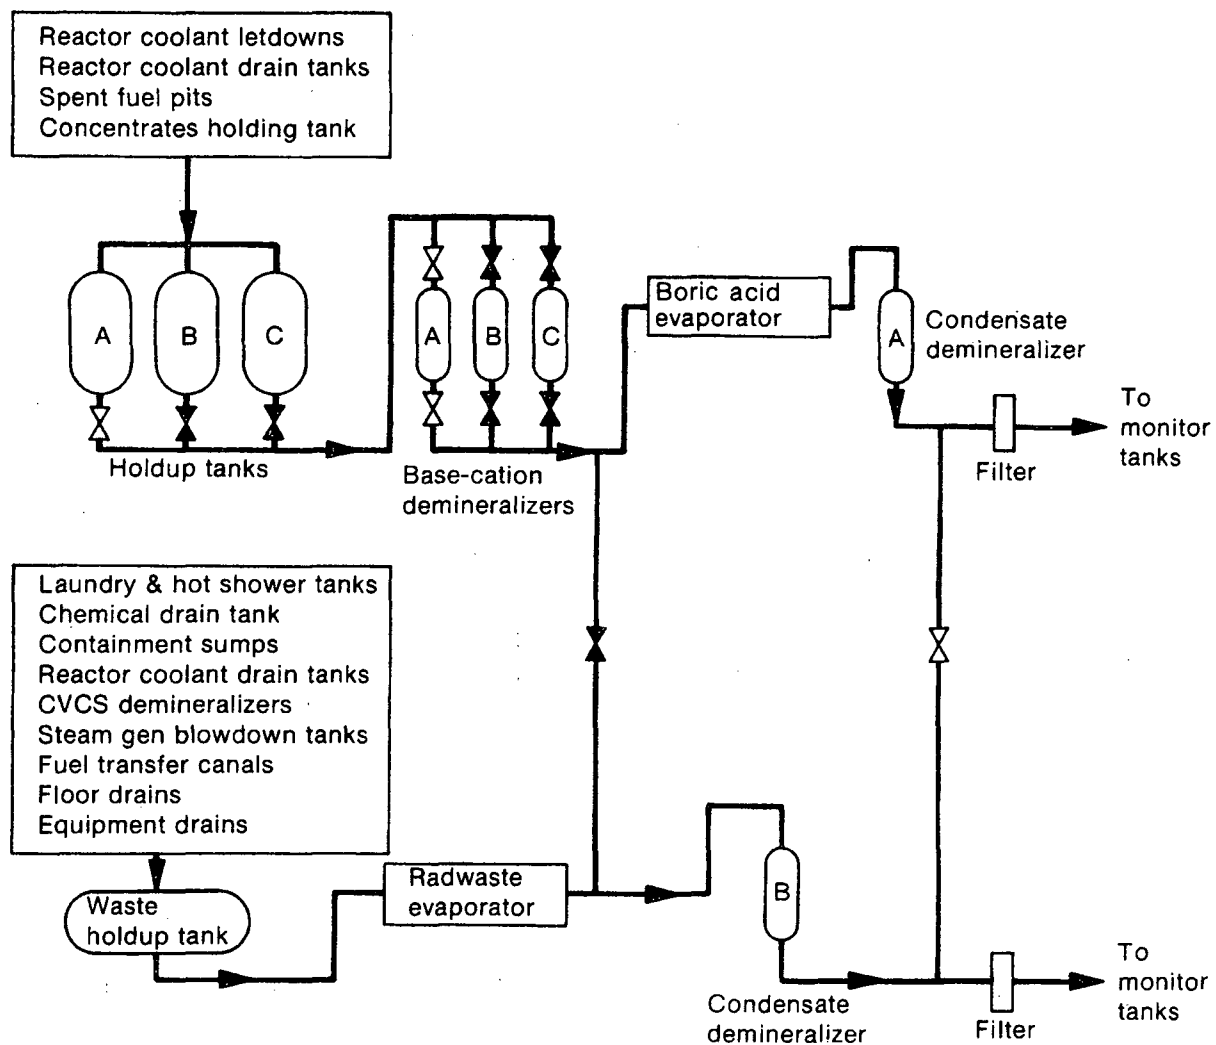 Reactor coolant letdowns
Reactor coolant drain tanks
Spent fuel pits
Concentrates holding tank
A
B
C
Holdup tanks
A
B
C
Base-cation
demineralizers
Boric acid
evaporator
A
Condensate
demineralizer
Filter
To
monitor
tanks
Laundry & hot shower tanks
Chemical drain tank
Containment sumps
Reactor coolant drain tanks
CVCS demineralizers
Steam gen blowdown tanks
Fuel transfer canals
Floor drains
Equipment drains
Waste
holdup tank
Radwaste
evaporator
B
Condensate
demineralizer
Filter
To
monitor
tanks